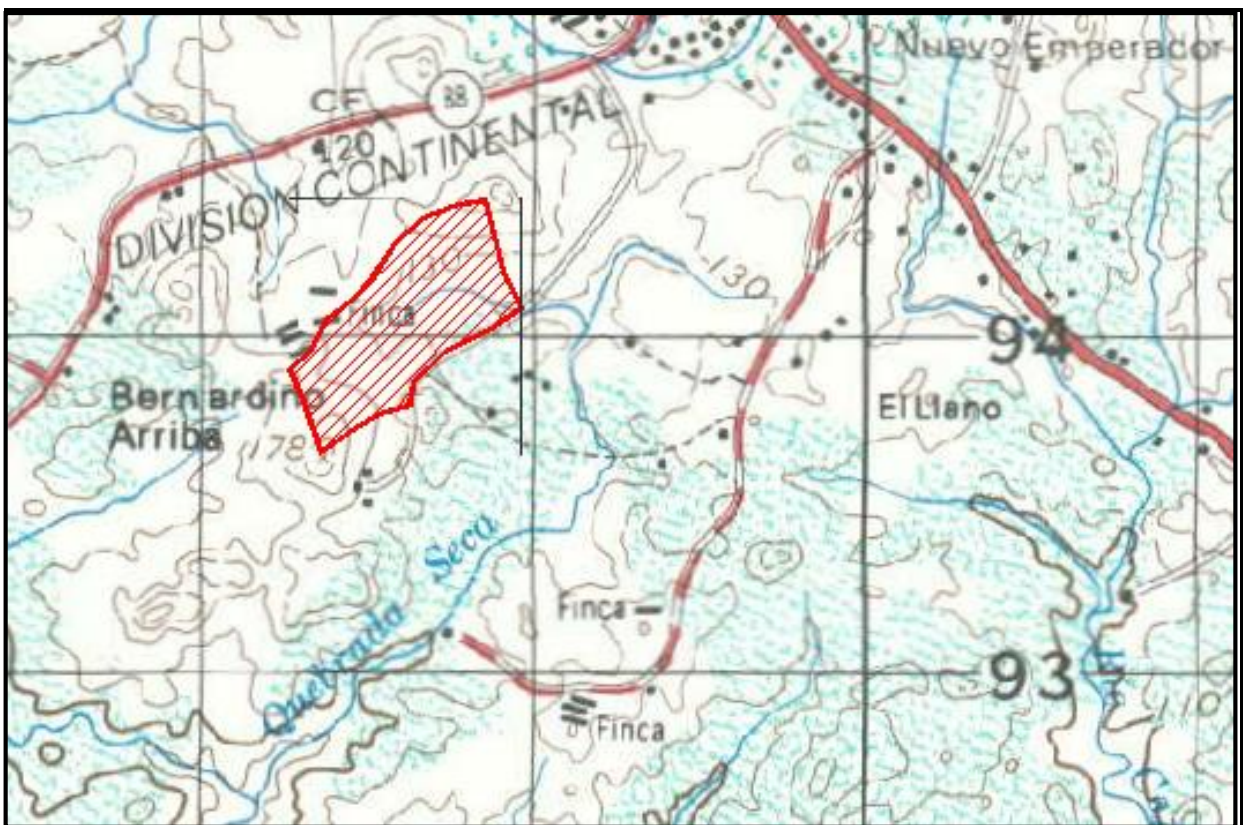 Nuevo Emperador
CF
88
120
DIVISION CONTINENTAL
130
130
Finca
94
Bernardino
Arriba
El Llano
178
Quebrada Seca
Finca
93
Finca
110